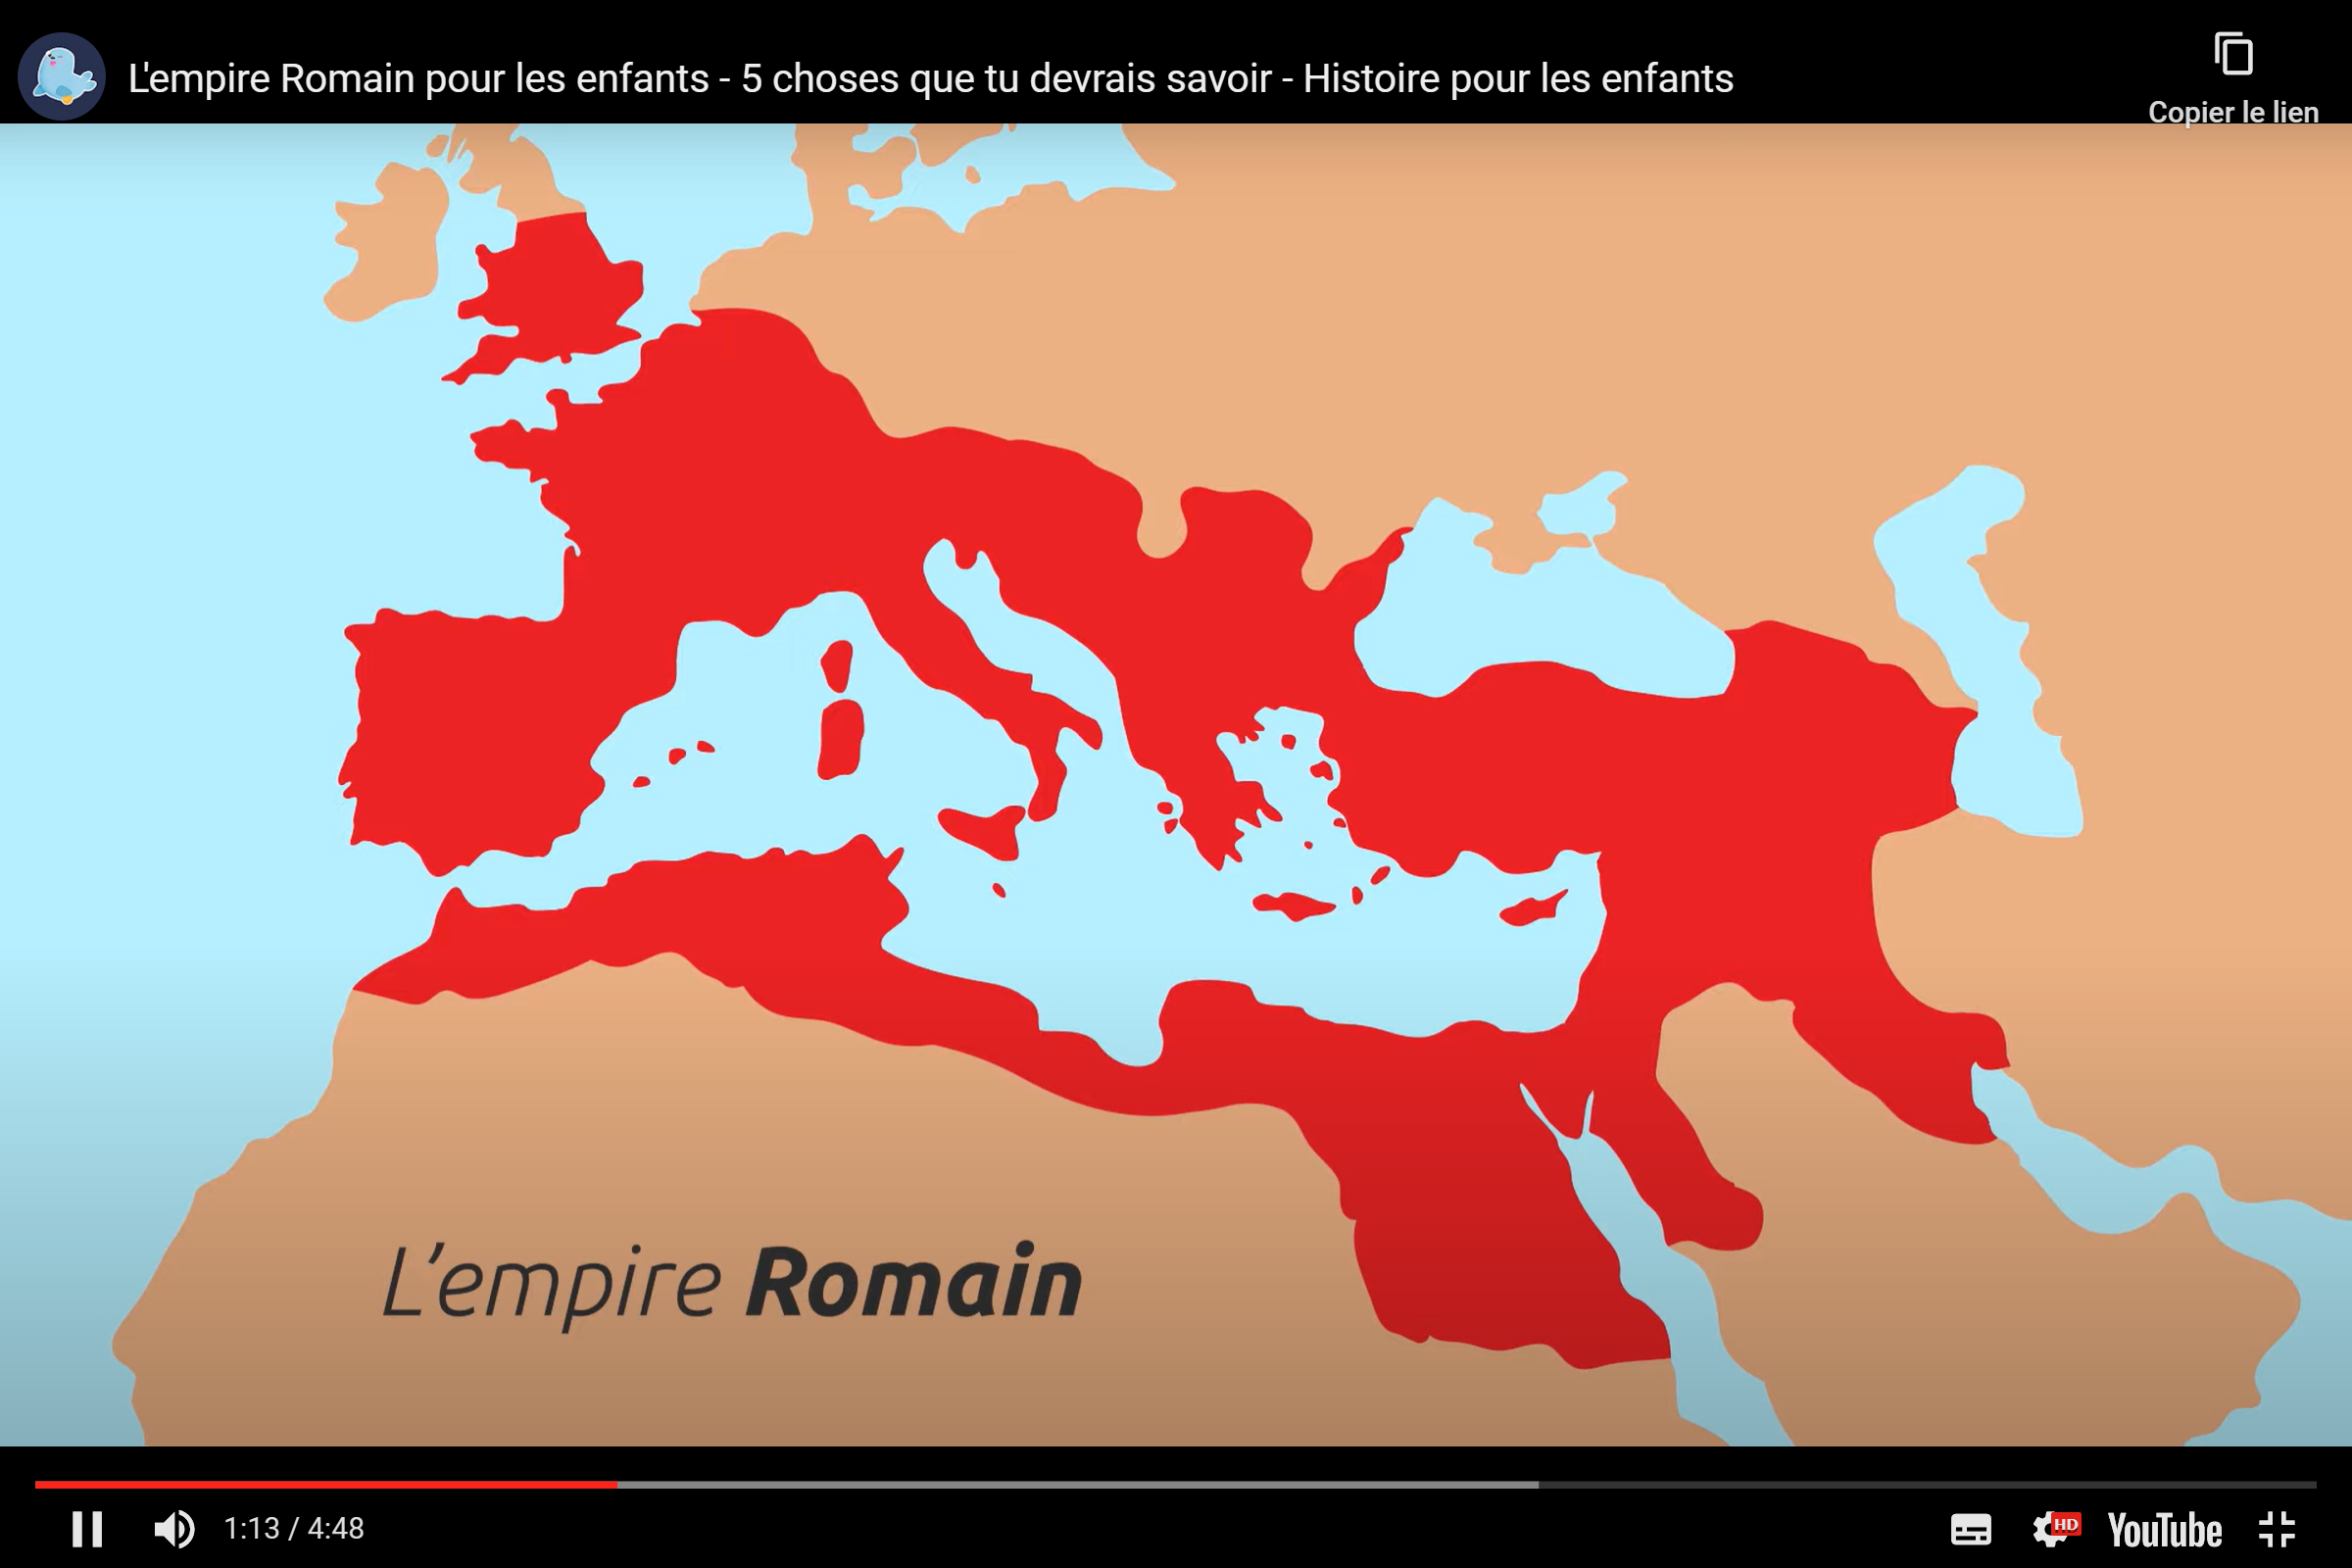 L'empire Romain pour les enfants - 5 choses que tu devrais savoir - Histoire pour les enfants
Copier le lien
L'empire Romain
1:13 / 4:48
HD
YouTube